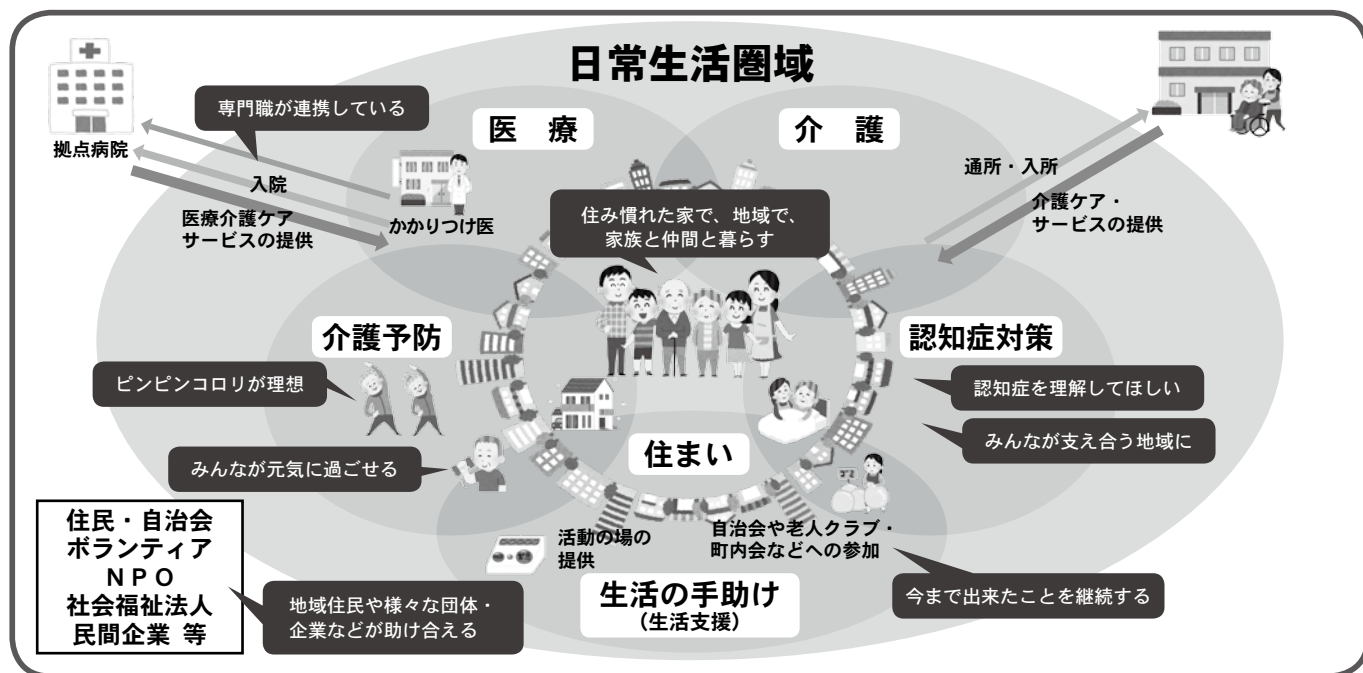 日常生活圏域
専門職が連携している
医　療
介　護
拠点病院
入院
医療介護ケア
サービスの提供
かかりつけ医
通所・入所
介護ケア・
サービスの提供
住み慣れた家で、地域で、
家族と仲間と暮らす
介護予防
認知症対策
ピンピンコロリが理想
認知症を理解してほしい
みんなが支え合う地域に
みんなが元気に過ごせる
住まい
住民・自治会
ボランティア
ＮＰＯ
社会福祉法人
民間企業 等
地域住民や様々な団体・
企業などが助け合える
活動の場の
提供
自治会や老人クラブ・
町内会などへの参加
今まで出来たことを継続する
生活の手助け
（生活支援）